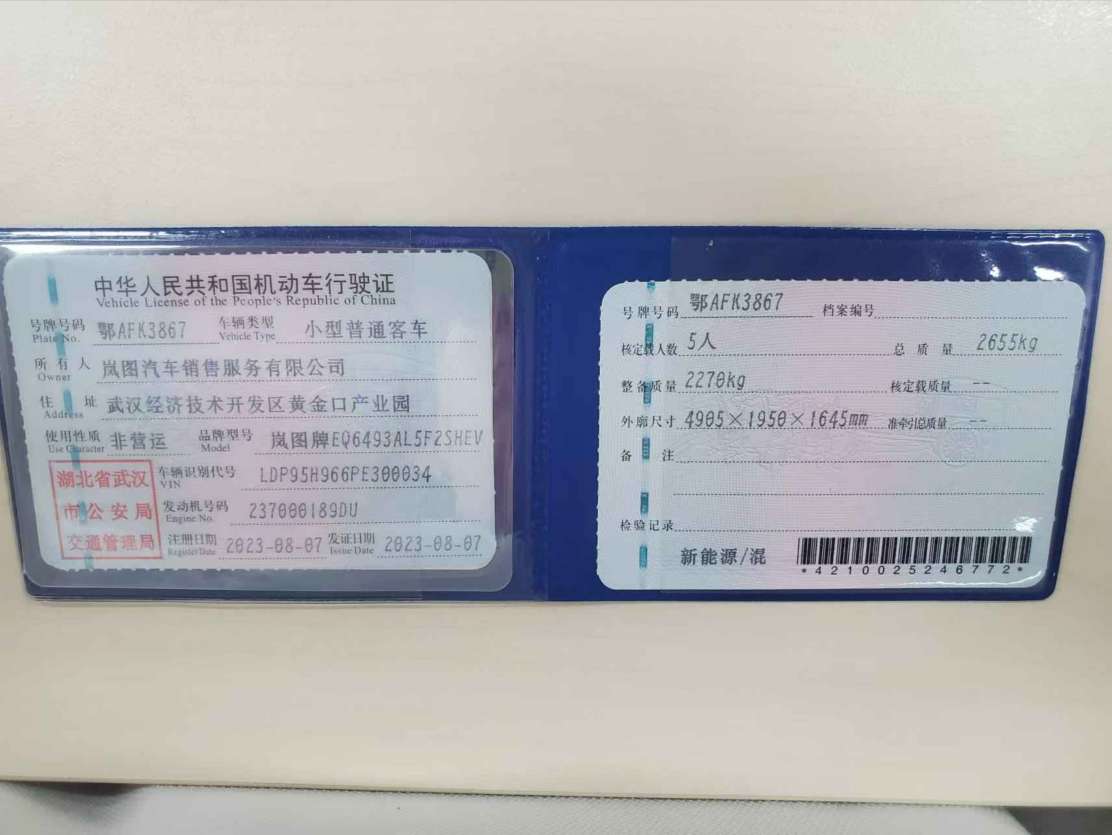 中华人民共和国机动车行驶证
Vehicle License of the People's Republic of China
号牌号码 鄂AFK3867 车辆类型 小型普通客车
Plate No. Vehicle Type
所有人 岚图汽车销售服务有限公司
Owner
住址 武汉经济技术开发区黄金口产业园
Address
使用性质 非营运 品牌型号 岚图牌EQ6493AL5F2SHEV
Use Character Model
湖北省武汉
市公安局
交通管理局
车辆识别代号 LDP95H966PE300034
VIN
发动机号码 237000189DU
Engine No.
注册日期 2023-08-07 发证日期 2023-08-07
Register Date Issue Date
号牌号码 鄂AFK3867 档案编号
核定载人数 5人 总质量 2655kg
整备质量 2270kg 核定载质量 --
外廓尺寸 4905×1950×1645mm 准牵引总质量 --
备注
检验记录
新能源/混
*4210025246772*